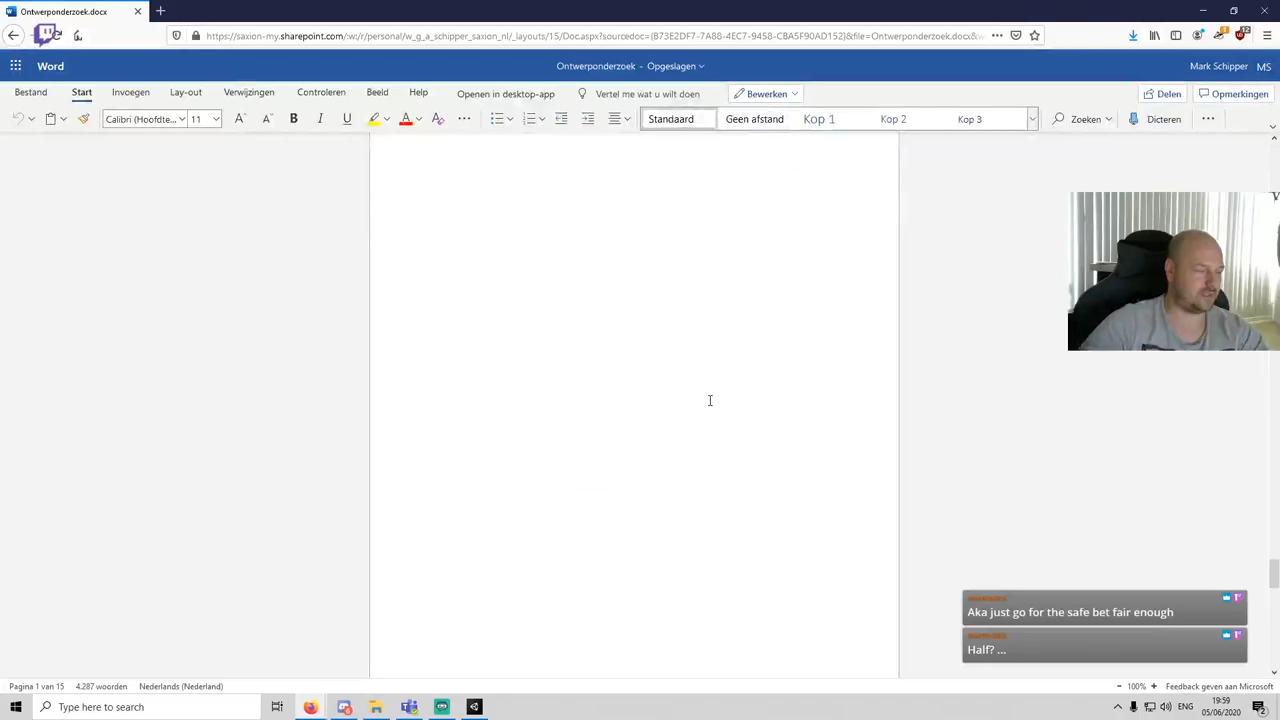 Ontwerponderzoek.docx
https://saxion-my.sharepoint.com/:w:/r/personal/w_g_a_schipper_saxion_nl/_layouts/15/Doc.aspx?sourcedoc={B73E2DF7-7A88-4EC7-9458-CBA5F90AD152}&file=Ontwerponderzoek.docx&
Word
Ontwerponderzoek - Opgeslagen
Mark Schipper MS
Bestand Start Invoegen Lay-out Verwijzingen Controleren Beeld Help Openen in desktop-app Vertel me wat u wilt doen Bewerken Delen Opmerkingen
Calibri (Hoofdte... 11 Standaard Geen afstand Kop 1 Kop 2 Kop 3 Zoeken Dicteren
Aka just go for the safe bet fair enough
Half? ...
Pagina 1 van 15 4.287 woorden Nederlands (Nederland) 100% Feedback geven aan Microsoft
Type here to search
ENG
19:59
05/06/2020
2